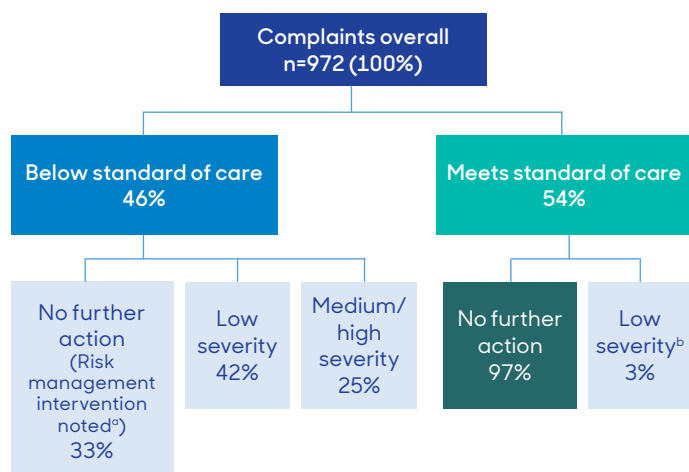 Complaints overall
n=972 (100%)
Below standard of care
46%
Meets standard of care
54%
No further
action
(Risk
management
intervention
notedᵃ)
33%
Low
severity
42%
Medium/
high
severity
25%
No further
action
97%
Low
severityᵇ
3%